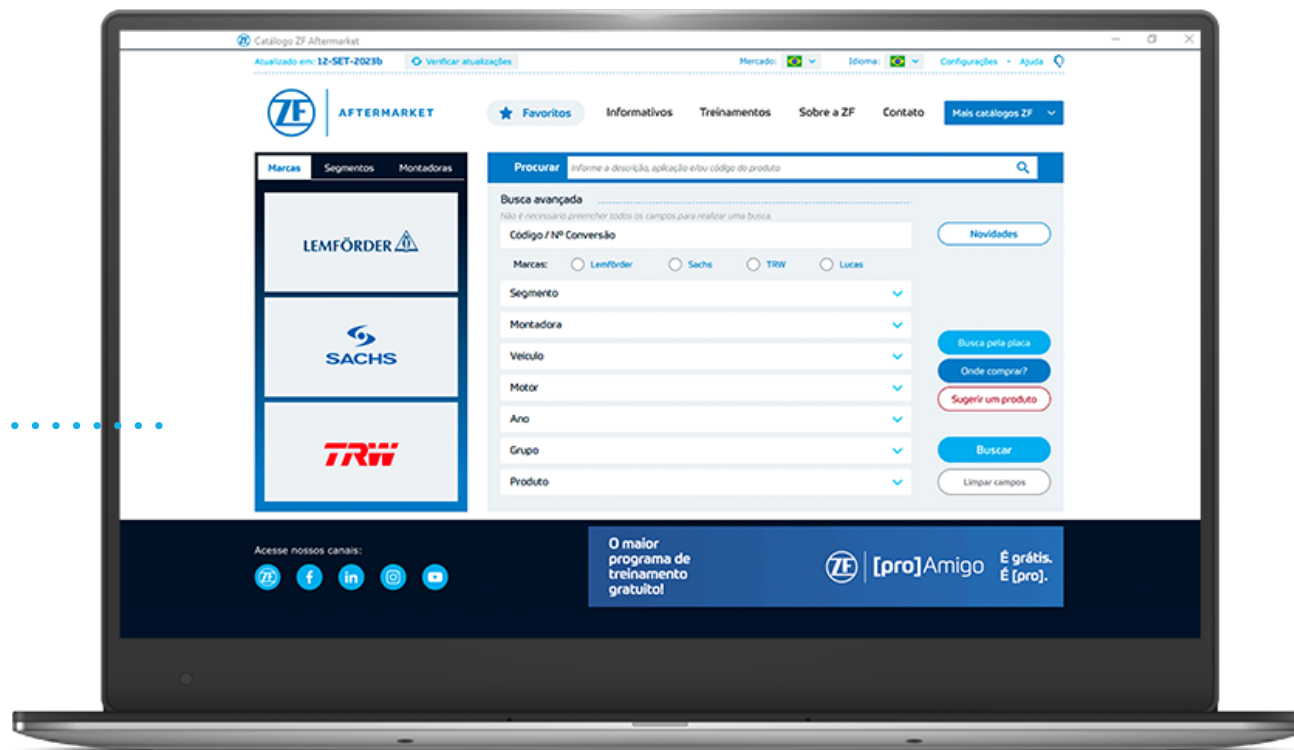 ZF Catálogo ZF Aftermarket
Atualizado em: 12-SET-2023b Verificar atualizações Mercado: Idioma: Configurações - Ajuda
ZF AFTERMARKET Favoritos Informativos Treinamentos Sobre a ZF Contato Mais catálogos ZF
Marcas Segmentos Montadoras
Procurar Informe a descrição, aplicação e/ou código do produto
Busca avançada
Não é necessário preencher todos os campos para realizar uma busca.
Código / Nº Conversão
Novidades
Marcas: Lemförder Sachs TRW Lucas
LEMFÖRDER
SACHS
TRW
Segmento
Montadora
Veículo
Motor
Ano
Grupo
Produto
Busca pela placa
Onde comprar?
Sugerir um produto
Buscar
Limpar campos
Acesse nossos canais:
ZF f in
O maior
programa de
treinamento
gratuito!
ZF [pro]Amigo
É grátis.
É [pro].